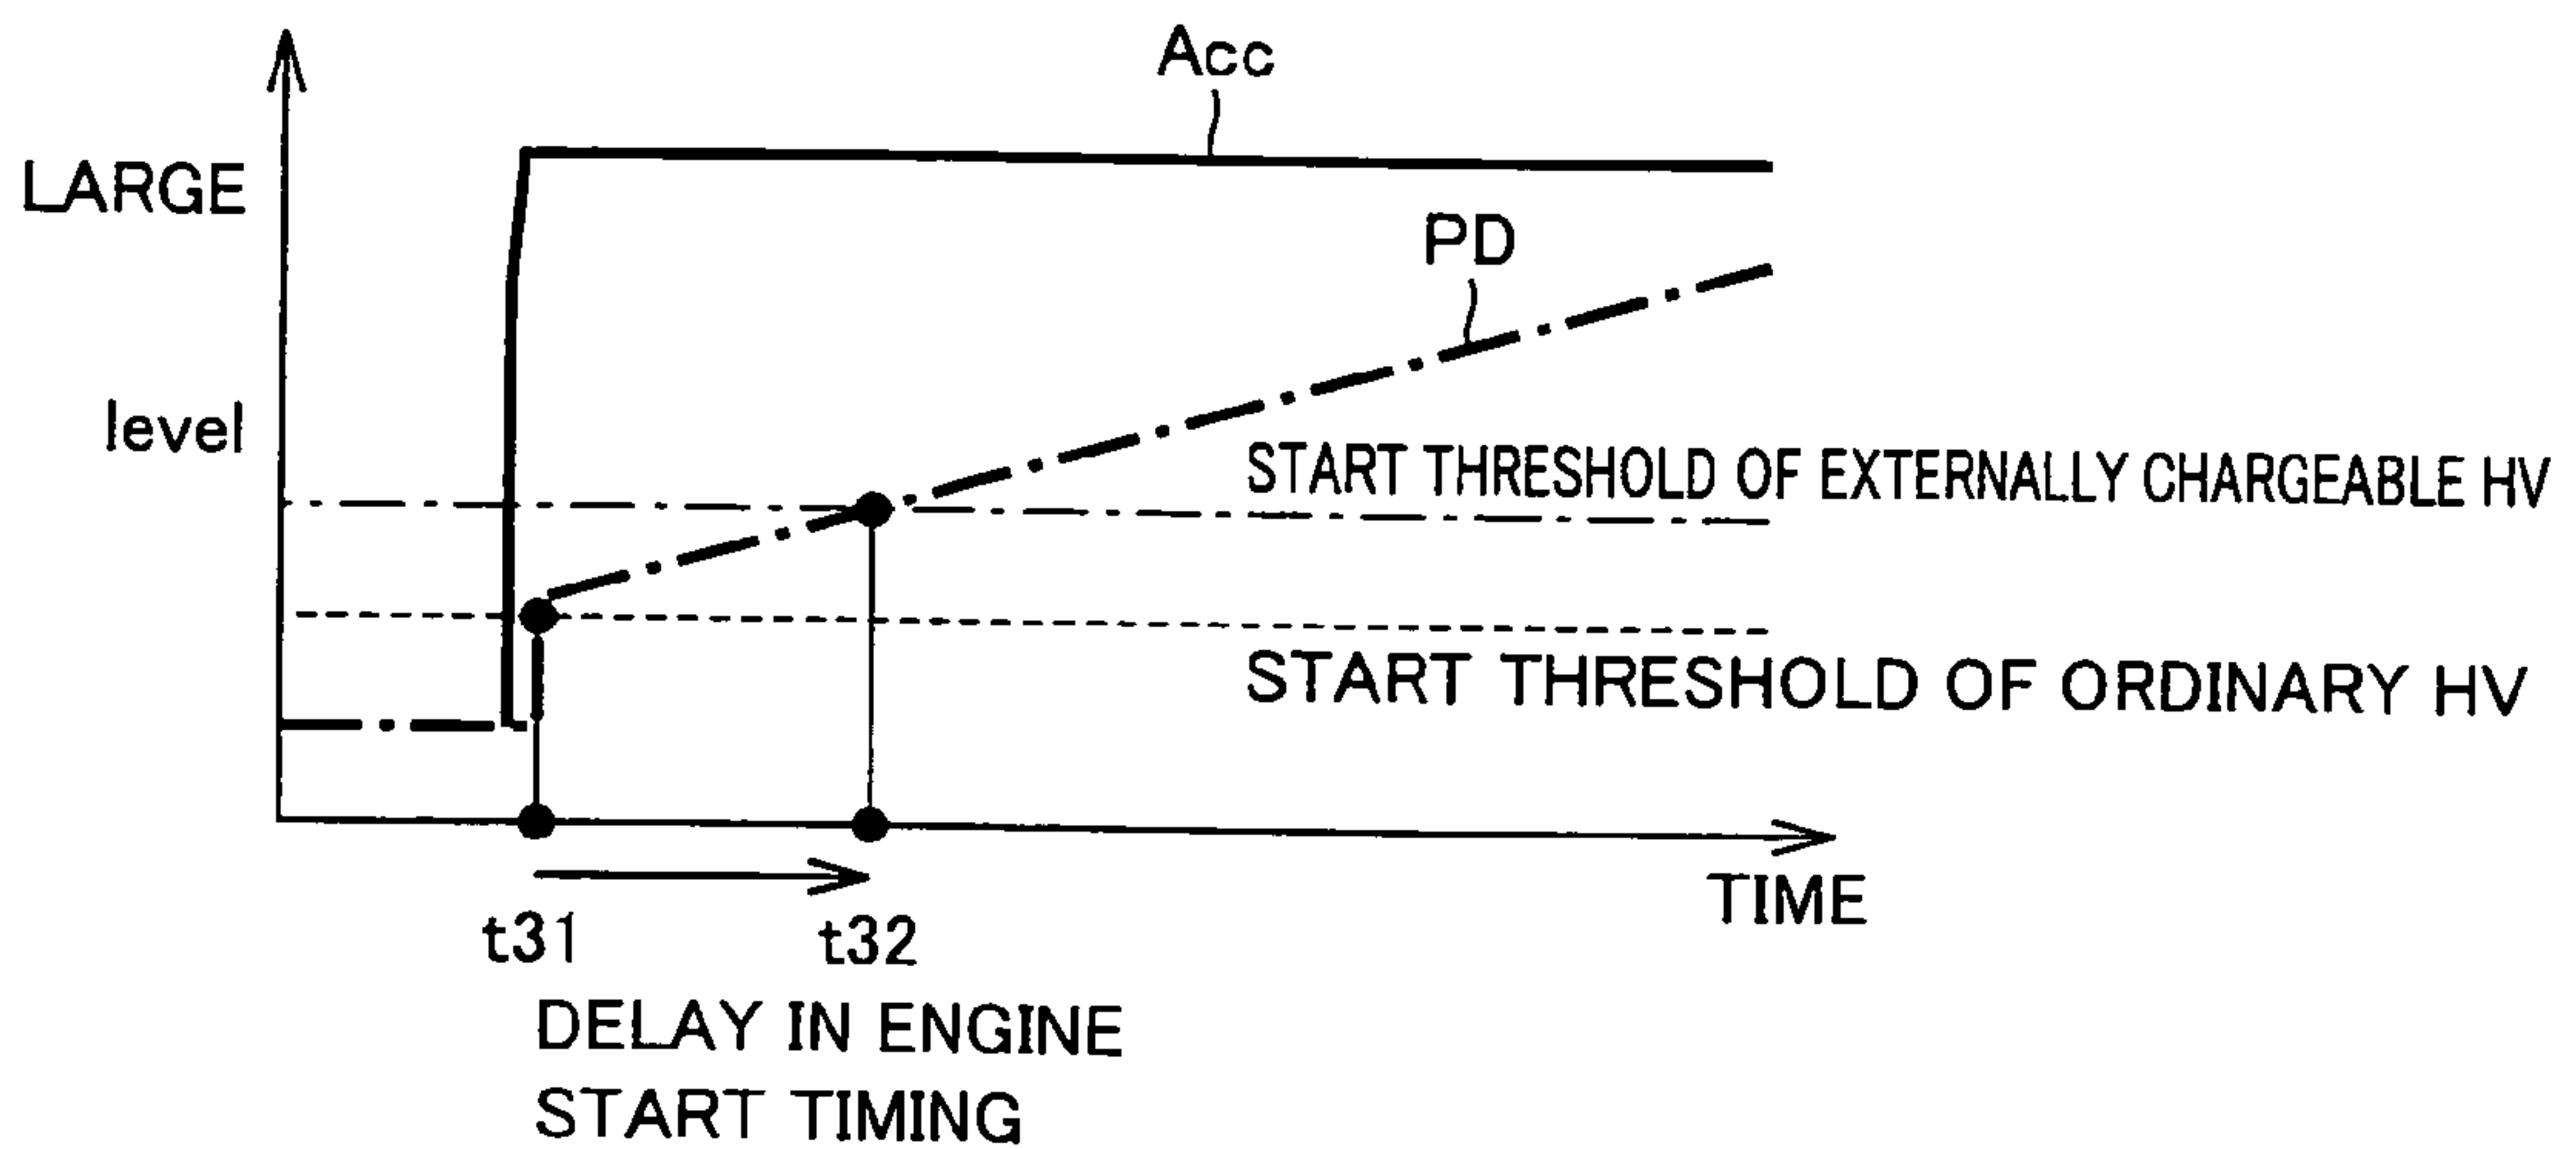 Acc
LARGE
PD
level
START THRESHOLD OF EXTERNALLY CHARGEABLE HV
START THRESHOLD OF ORDINARY HV
TIME
t31
t32
DELAY IN ENGINE
START TIMING